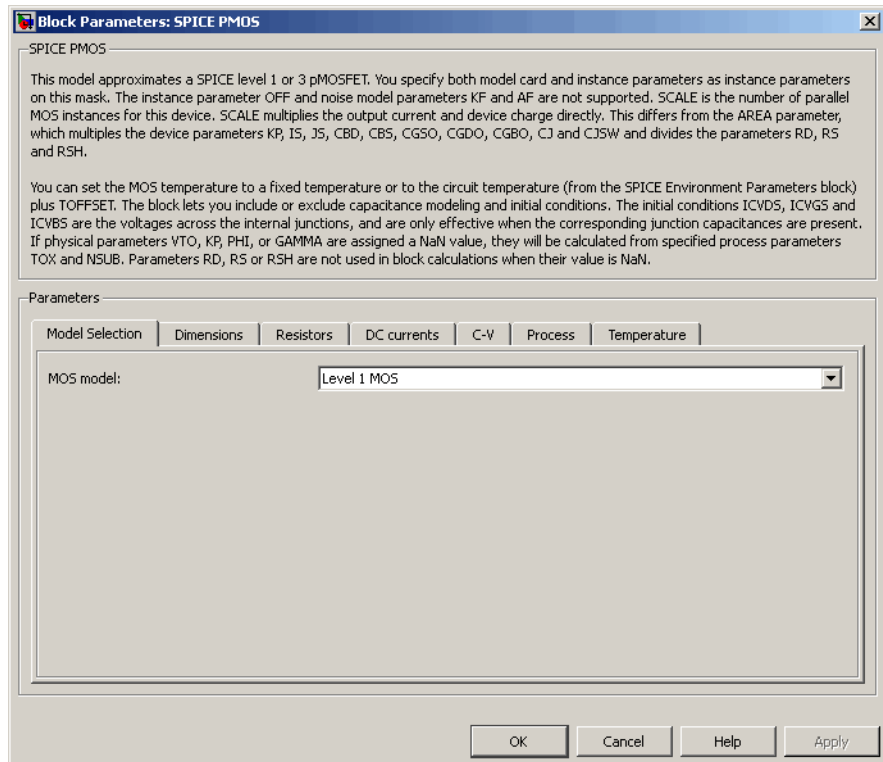 Block Parameters: SPICE PMOS
SPICE PMOS
This model approximates a SPICE level 1 or 3 pMOSFET. You specify both model card and instance parameters as instance parameters
on this mask. The instance parameter OFF and noise model parameters KF and AF are not supported. SCALE is the number of parallel
MOS instances for this device. SCALE multiplies the output current and device charge directly. This differs from the AREA parameter,
which multiples the device parameters KP, IS, JS, CBD, CBS, CGSO, CGDO, CGBO, CJ and CJSW and divides the parameters RD, RS
and RSH.
You can set the MOS temperature to a fixed temperature or to the circuit temperature (from the SPICE Environment Parameters block)
plus TOFFSET. The block lets you include or exclude capacitance modeling and initial conditions. The initial conditions ICVDS, ICVGS and
ICVBS are the voltages across the internal junctions, and are only effective when the corresponding junction capacitances are present.
If physical parameters VTO, KP, PHI, or GAMMA are assigned a NaN value, they will be calculated from specified process parameters
TOX and NSUB. Parameters RD, RS or RSH are not used in block calculations when their value is NaN.
Parameters
Model Selection Dimensions Resistors DC currents C-V Process Temperature
MOS model: Level 1 MOS
OK Cancel Help Apply